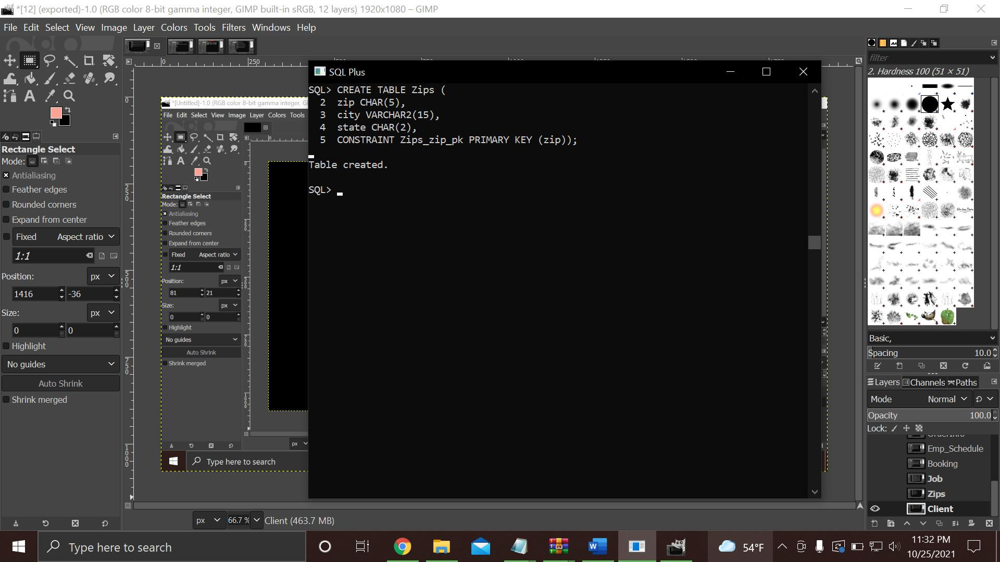 *[12] (exported)-1.0 (RGB color 8-bit gamma integer, GIMP built-in sRGB, 12 layers) 1920x1080 – GIMP
File Edit Select View Image Layer Colors Tools Filters Windows Help
0 250
filter
2. Hardness 100 (51 × 51)
SQL Plus
SQL> CREATE TABLE Zips (
2 zip CHAR(5),
3 city VARCHAR2(15),
4 state CHAR(2),
5 CONSTRAINT Zips_zip_pk PRIMARY KEY (zip));
Table created.
SQL>
Rectangle Select
Mode:
Antialiasing
Feather edges
Rounded corners
Expand from center
Fixed Aspect ratio
1:1
Position: px
1416 -36
Size: px
0 0
Highlight
No guides
Auto Shrink
Shrink merged
0
250
500
750
1000
*[Untitled]-1.0 (RGB color 8-bit gamma integer, G
File Edit Select View Image Layer Colors Tools
Rectangle Select
Mode:
Antialiasing
Feather edges
Rounded corners
Expand from center
Fixed Aspect ratio
1:1
Position: px
81 21
Size: px
0 0
Highlight
No guides
Auto Shrink
Shrink merged
px
Type here to search
Basic,
Spacing 10.0
Layers Channels Paths
Mode Normal
Opacity 100.0
Lock:
Emp_Schedule
Booking
Job
Zips
Client
px 66.7 % Client (463.7 MB)
Type here to search
54°F
11:32 PM
10/25/2021